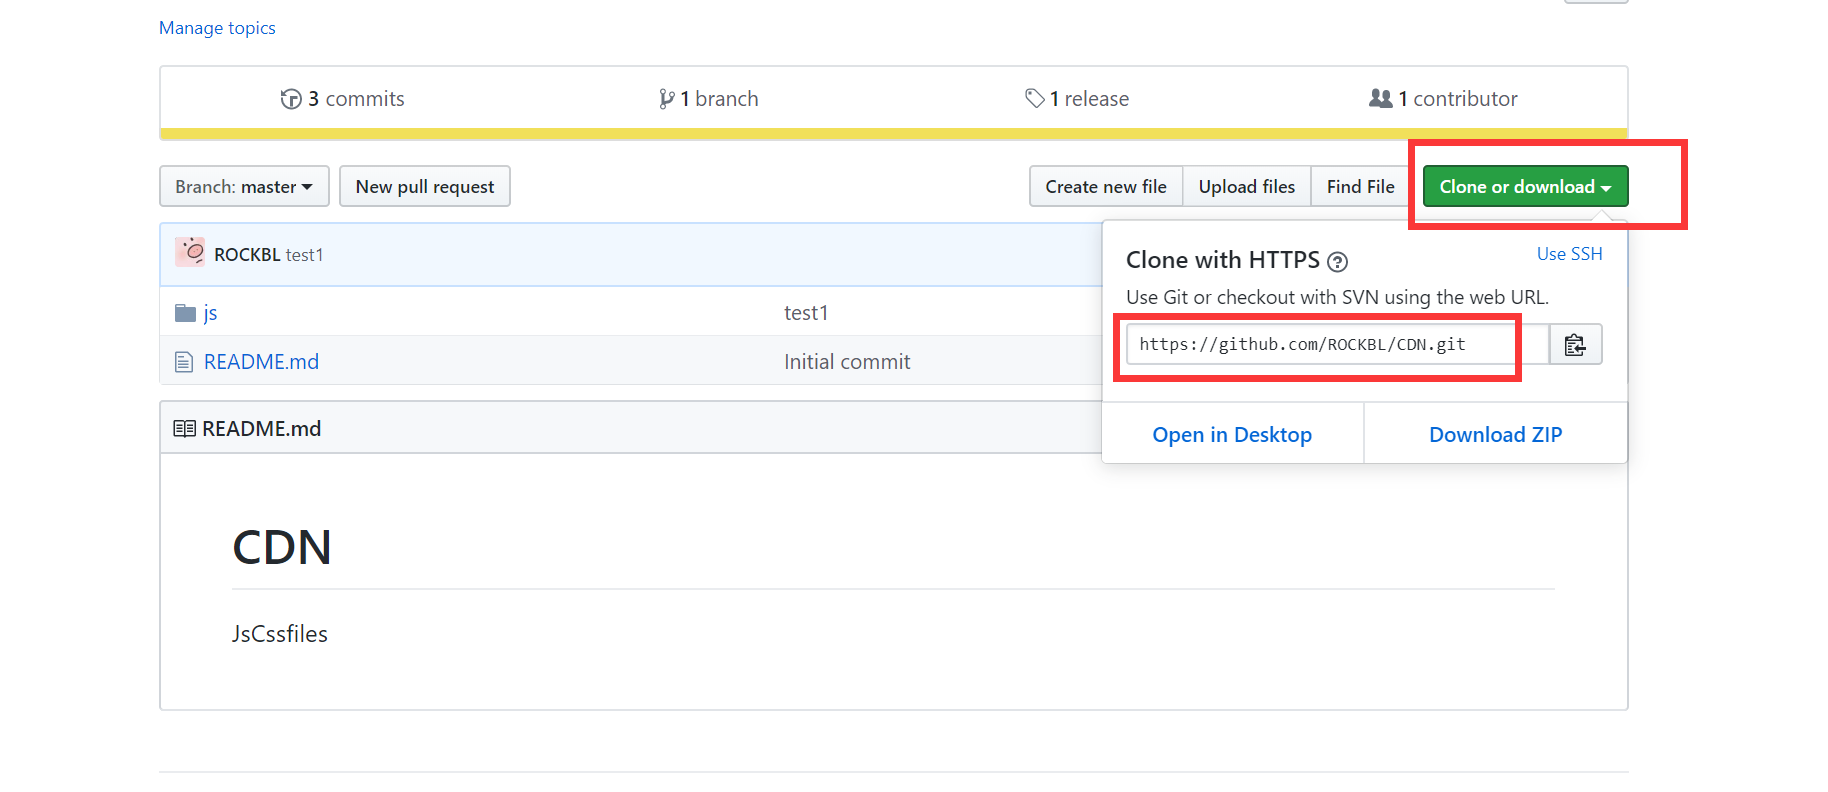 Manage topics
3 commits
1 branch
1 release
1 contributor
Branch: master
New pull request
Create new file
Upload files
Find File
Clone or download
ROCKBL test1
js
test1
README.md
Initial commit
Clone with HTTPS ?
Use SSH
Use Git or checkout with SVN using the web URL.
https://github.com/ROCKBL/CDN.git
Open in Desktop
Download ZIP
README.md
CDN
JsCssfiles